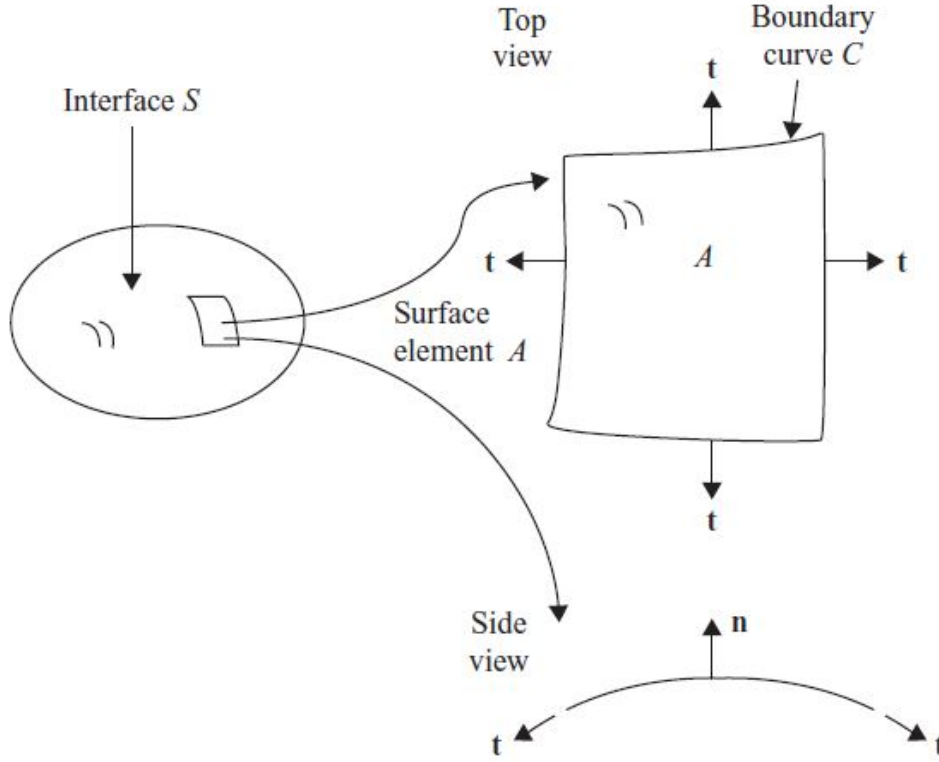 Top
view
Boundary
curve C
t
Interface S
t
A
t
Surface
element A
t
Side
view
n
t
t